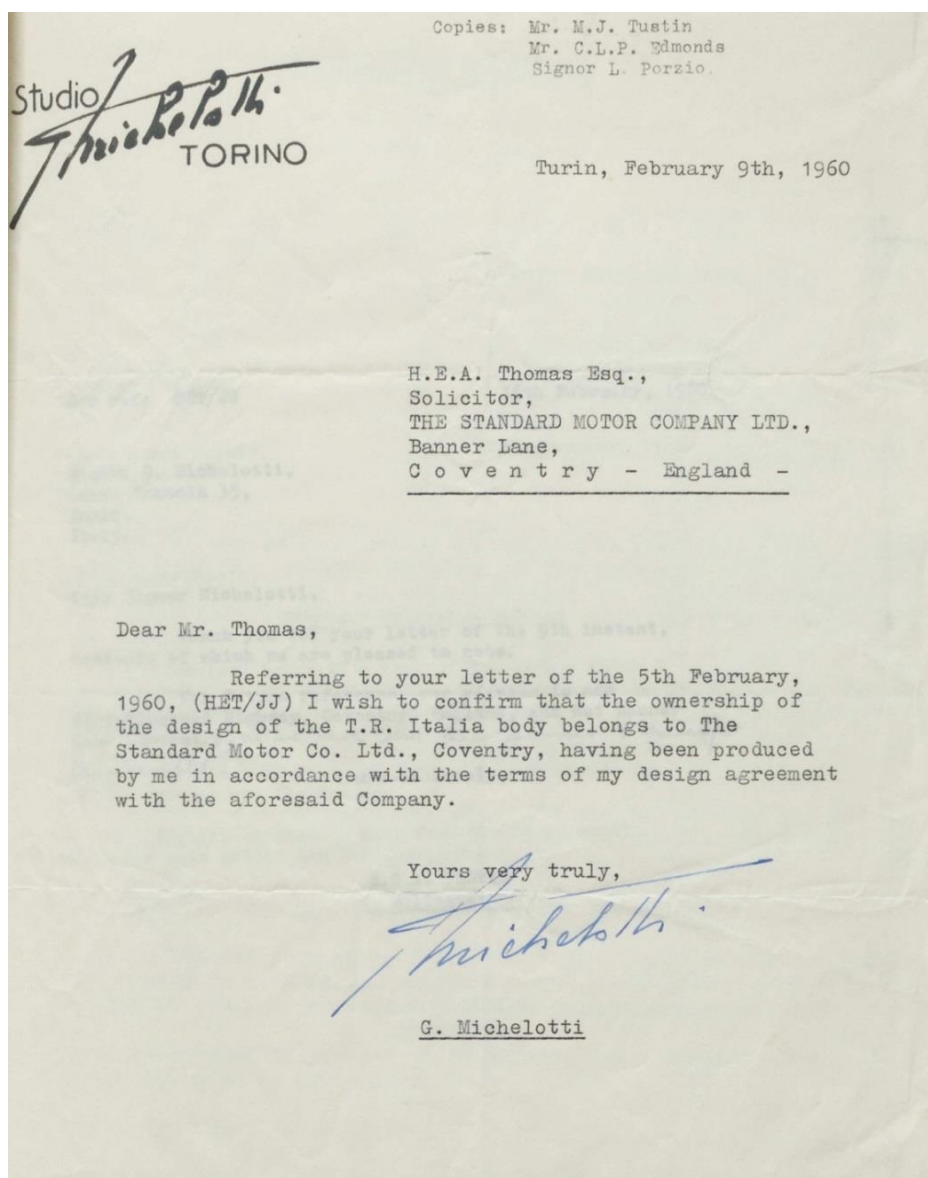 Copies: Mr. M.J. Tustin
Mr. C.L.P. Edmonds
Signor L. Porzio.
Studio
Michelotti
TORINO
Turin, February 9th, 1960
H.E.A. Thomas Esq.,
Solicitor,
THE STANDARD MOTOR COMPANY LTD.,
Banner Lane,
C o v e n t r y - England -
Dear Mr. Thomas,
Referring to your letter of the 5th February,
1960, (HET/JJ) I wish to confirm that the ownership of
the design of the T.R. Italia body belongs to The
Standard Motor Co. Ltd., Coventry, having been produced
by me in accordance with the terms of my design agreement
with the aforesaid Company.
Yours very truly,
Michelotti
G. Michelotti